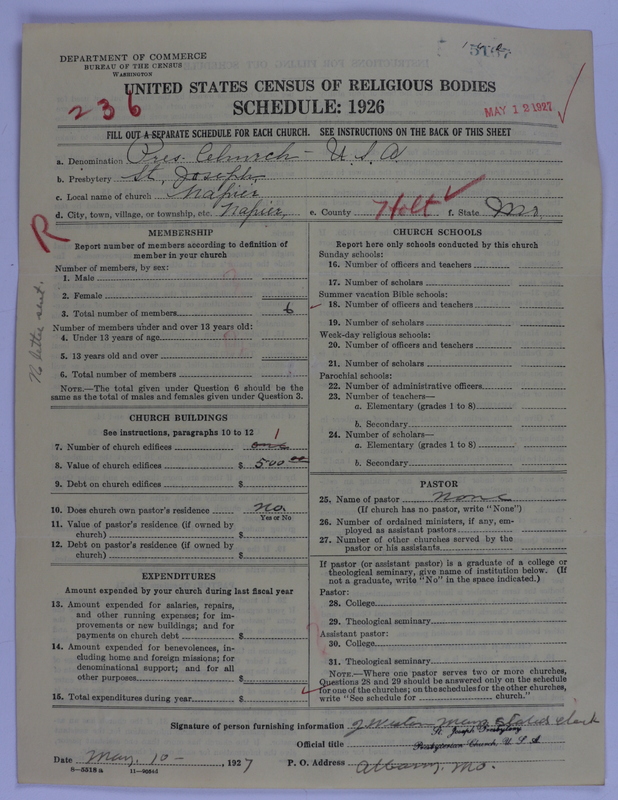 5137
DEPARTMENT OF COMMERCE
BUREAU OF THE CENSUS
WASHINGTON
UNITED STATES CENSUS OF RELIGIOUS BODIES
SCHEDULE: 1926
236
MAY 12 1927
FILL OUT A SEPARATE SCHEDULE FOR EACH CHURCH. SEE INSTRUCTIONS ON THE BACK OF THIS SHEET
a. Denomination Pres. Church - U.S.A.
b. Presbytery St. Joseph
c. Local name of church Napier
d. City, town, village, or township, etc. Napier, e. County Holt f. State Mo.
R
No letter sent.
MEMBERSHIP
Report number of members according to definition of
member in your church
Number of members, by sex:
1. Male
2. Female
3. Total number of members 6
Number of members under and over 13 years old:
4. Under 13 years of age
5. 13 years old and over
6. Total number of members
NOTE.—The total given under Question 6 should be the
same as the total of males and females given under Question 3.
CHURCH BUILDINGS
See instructions, paragraphs 10 to 12
7. Number of church edifices one 1
8. Value of church edifices $ 500 00
9. Debt on church edifices $
10. Does church own pastor's residence no.
Yes or No
11. Value of pastor's residence (if owned by
church) $
12. Debt on pastor's residence (if owned by
church) $
EXPENDITURES
Amount expended by your church during last fiscal year
13. Amount expended for salaries, repairs,
and other running expenses; for im-
provements or new buildings; and for
payments on church debt $
14. Amount expended for benevolences, in-
cluding home and foreign missions; for
denominational support; and for all
other purposes $
15. Total expenditures during year $
CHURCH SCHOOLS
Report here only schools conducted by this church
Sunday schools:
16. Number of officers and teachers
17. Number of scholars
Summer vacation Bible schools:
18. Number of officers and teachers
19. Number of scholars
Week-day religious schools:
20. Number of officers and teachers
21. Number of scholars
Parochial schools:
22. Number of administrative officers
23. Number of teachers—
a. Elementary (grades 1 to 8)
b. Secondary
24. Number of scholars—
a. Elementary (grades 1 to 8)
b. Secondary
PASTOR
25. Name of pastor None
(If church has no pastor, write "None")
26. Number of ordained ministers, if any, em-
ployed as assistant pastors
27. Number of other churches served by the
pastor or his assistants
If pastor (or assistant pastor) is a graduate of a college or
theological seminary, give name of institution below. (If
not a graduate, write "No" in the space indicated.)
Pastor:
28. College
29. Theological seminary
Assistant pastor:
30. College
31. Theological seminary
NOTE.—Where one pastor serves two or more churches,
Questions 28 and 29 should be answered only on the schedule
for one of the churches; on the schedules for the other churches,
write "See schedule for church."
Signature of person furnishing information Stated Clerk
St. Joseph Presbytery
Official title Presbyterian Church, U. S. A.
Date May 10 - , 1927 P. O. Address Albany, Mo.
8—5518 a 11—9064d